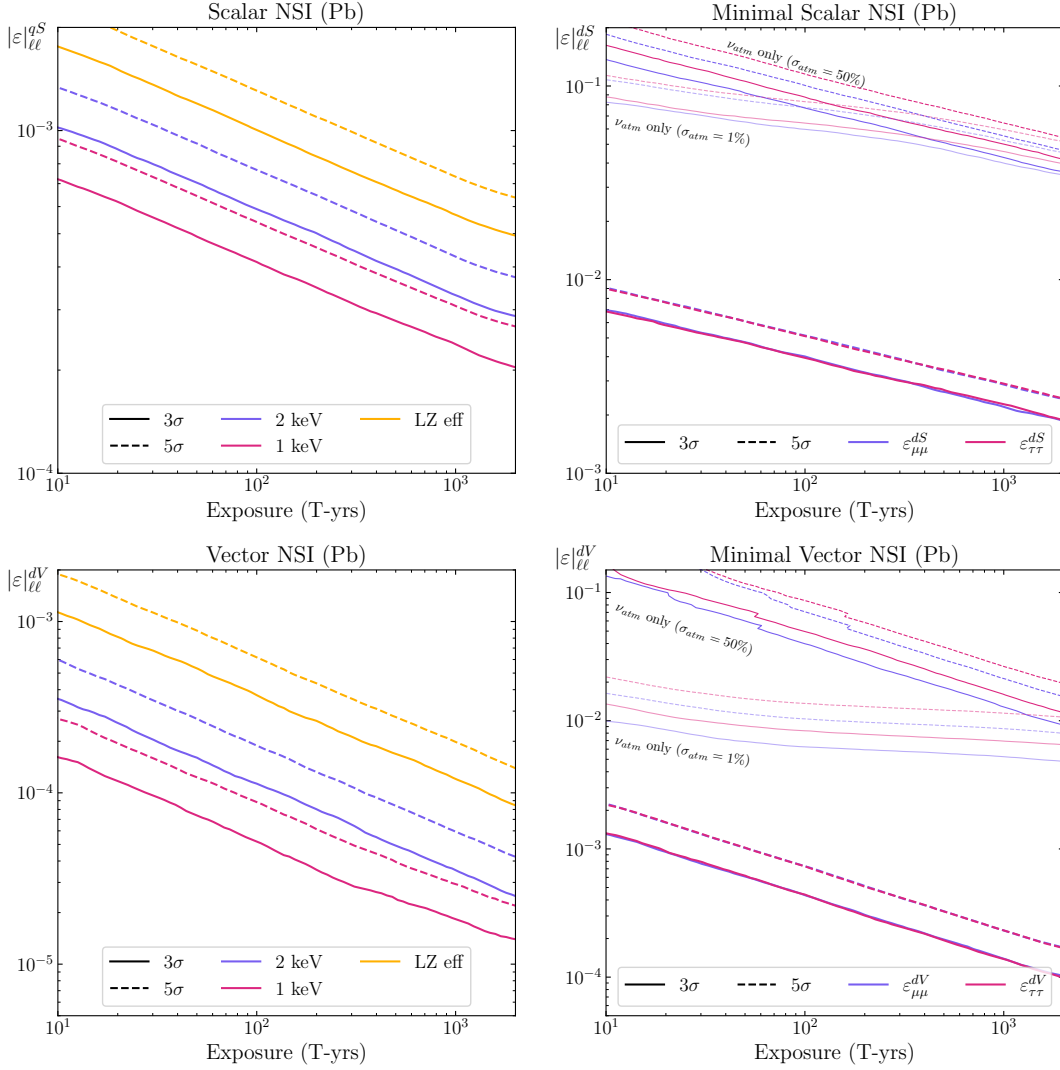 Scalar NSI (Pb)
|ε|^{qS}_{ℓℓ}
10^{-3}
10^{-4}
3σ
5σ
2 keV
1 keV
LZ eff
10^1
10^2
10^3
Exposure (T-yrs)
Minimal Scalar NSI (Pb)
|ε|^{dS}_{ℓℓ}
10^{-1}
10^{-2}
10^{-3}
ν_{atm} only (σ_{atm} = 50%)
ν_{atm} only (σ_{atm} = 1%)
3σ
5σ
ε^{dS}_{μμ}
ε^{dS}_{ττ}
10^1
10^2
10^3
Exposure (T-yrs)
Vector NSI (Pb)
|ε|^{dV}_{ℓℓ}
10^{-3}
10^{-4}
10^{-5}
3σ
5σ
2 keV
1 keV
LZ eff
10^1
10^2
10^3
Exposure (T-yrs)
Minimal Vector NSI (Pb)
|ε|^{dV}_{ℓℓ}
10^{-1}
10^{-2}
10^{-3}
10^{-4}
ν_{atm} only (σ_{atm} = 50%)
ν_{atm} only (σ_{atm} = 1%)
3σ
5σ
ε^{dV}_{μμ}
ε^{dV}_{ττ}
10^1
10^2
10^3
Exposure (T-yrs)